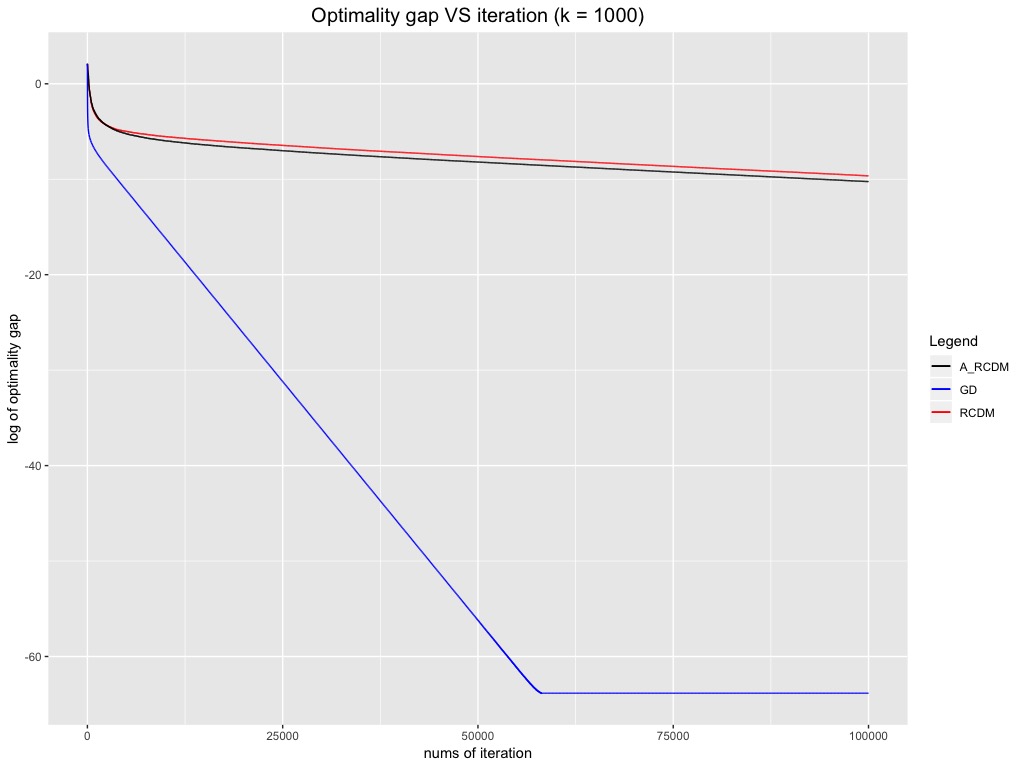 Optimality gap VS iteration (k = 1000)
log of optimality gap
0
-20
-40
-60
0
25000
50000
75000
100000
nums of iteration
Legend
A_RCDM
GD
RCDM